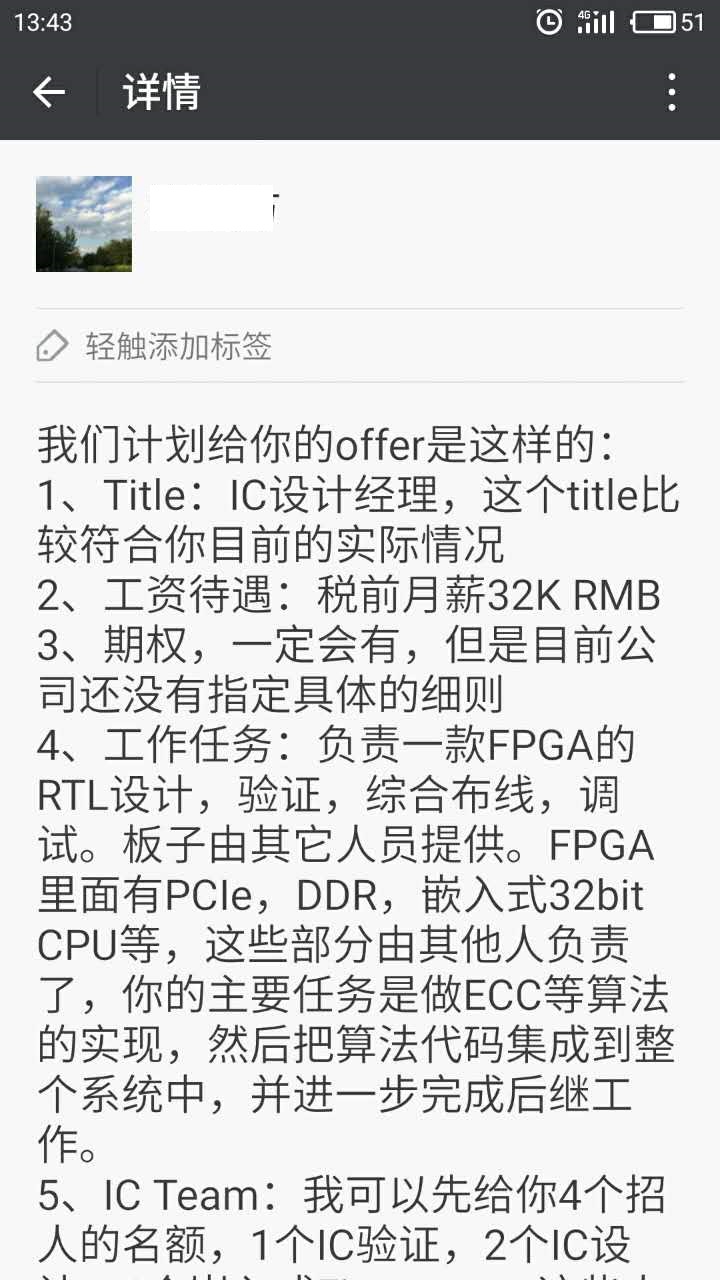 13:43
4G
51
详情
轻触添加标签
我们计划给你的offer是这样的：
1、Title：IC设计经理，这个title比
较符合你目前的实际情况
2、工资待遇：税前月薪32K RMB
3、期权，一定会有，但是目前公
司还没有指定具体的细则
4、工作任务：负责一款FPGA的
RTL设计，验证，综合布线，调
试。板子由其它人员提供。FPGA
里面有PCIe，DDR，嵌入式32bit
CPU等，这些部分由其他人负责
了，你的主要任务是做ECC等算法
的实现，然后把算法代码集成到整
个系统中，并进一步完成后继工
作。
5、IC Team：我可以先给你4个招
人的名额，1个IC验证，2个IC设